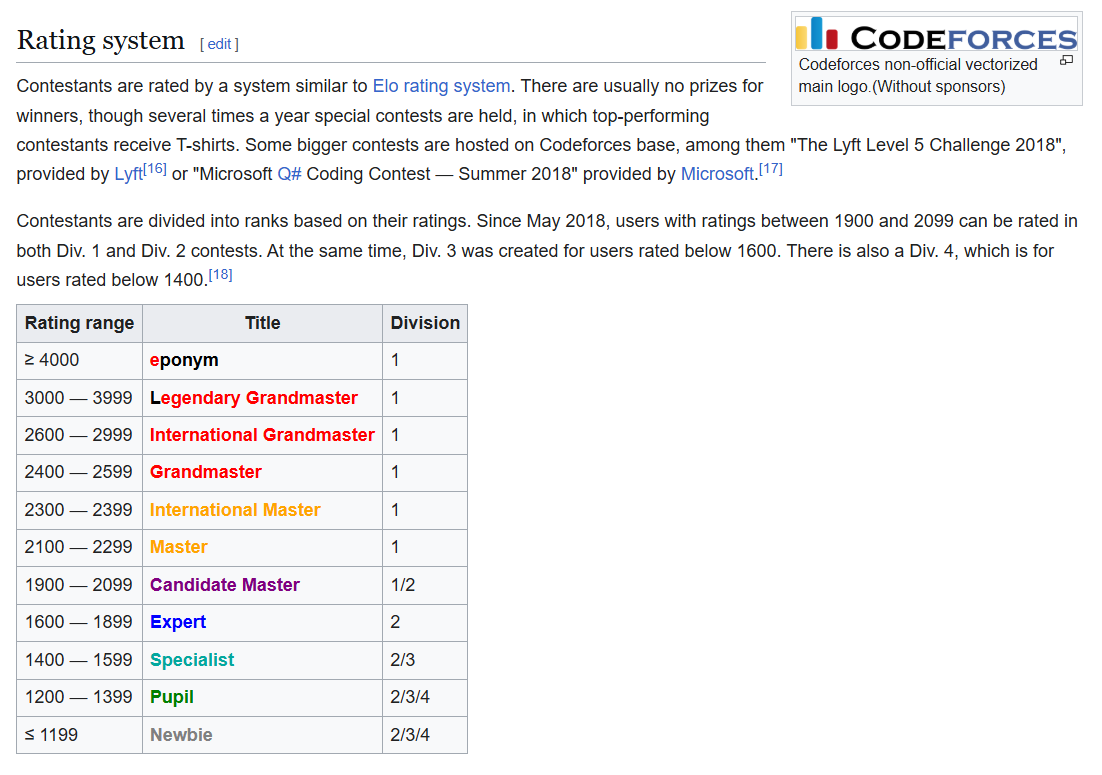 Rating system [ edit ]
CODEFORCES
Codeforces non-official vectorized
main logo.(Without sponsors)
Contestants are rated by a system similar to Elo rating system. There are usually no prizes for
winners, though several times a year special contests are held, in which top-performing
contestants receive T-shirts. Some bigger contests are hosted on Codeforces base, among them "The Lyft Level 5 Challenge 2018",
provided by Lyft[16] or "Microsoft Q# Coding Contest — Summer 2018" provided by Microsoft.[17]
Contestants are divided into ranks based on their ratings. Since May 2018, users with ratings between 1900 and 2099 can be rated in
both Div. 1 and Div. 2 contests. At the same time, Div. 3 was created for users rated below 1600. There is also a Div. 4, which is for
users rated below 1400.[18]
Rating range Title Division
≥ 4000 eponym 1
3000 — 3999 Legendary Grandmaster 1
2600 — 2999 International Grandmaster 1
2400 — 2599 Grandmaster 1
2300 — 2399 International Master 1
2100 — 2299 Master 1
1900 — 2099 Candidate Master 1/2
1600 — 1899 Expert 2
1400 — 1599 Specialist 2/3
1200 — 1399 Pupil 2/3/4
≤ 1199 Newbie 2/3/4